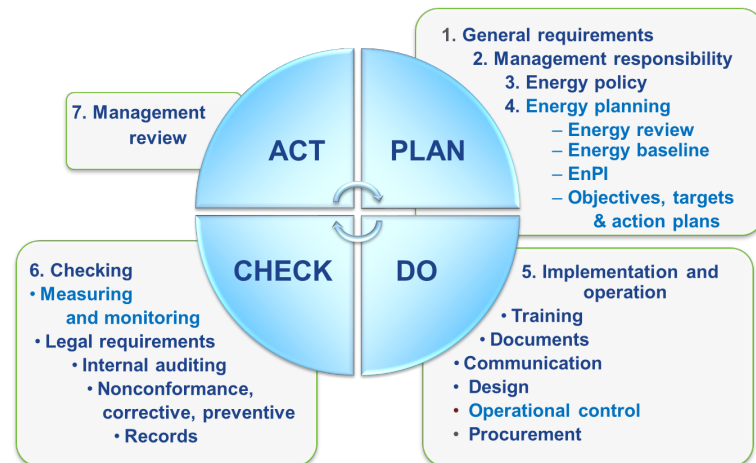 1. General requirements
2. Management responsibility
3. Energy policy
4. Energy planning
– Energy review
– Energy baseline
– EnPI
– Objectives, targets
& action plans
7. Management
review
ACT
PLAN
CHECK
DO
6. Checking
• Measuring
and monitoring
• Legal requirements
• Internal auditing
• Nonconformance,
corrective, preventive
• Records
5. Implementation and
operation
• Training
• Documents
• Communication
• Design
• Operational control
• Procurement